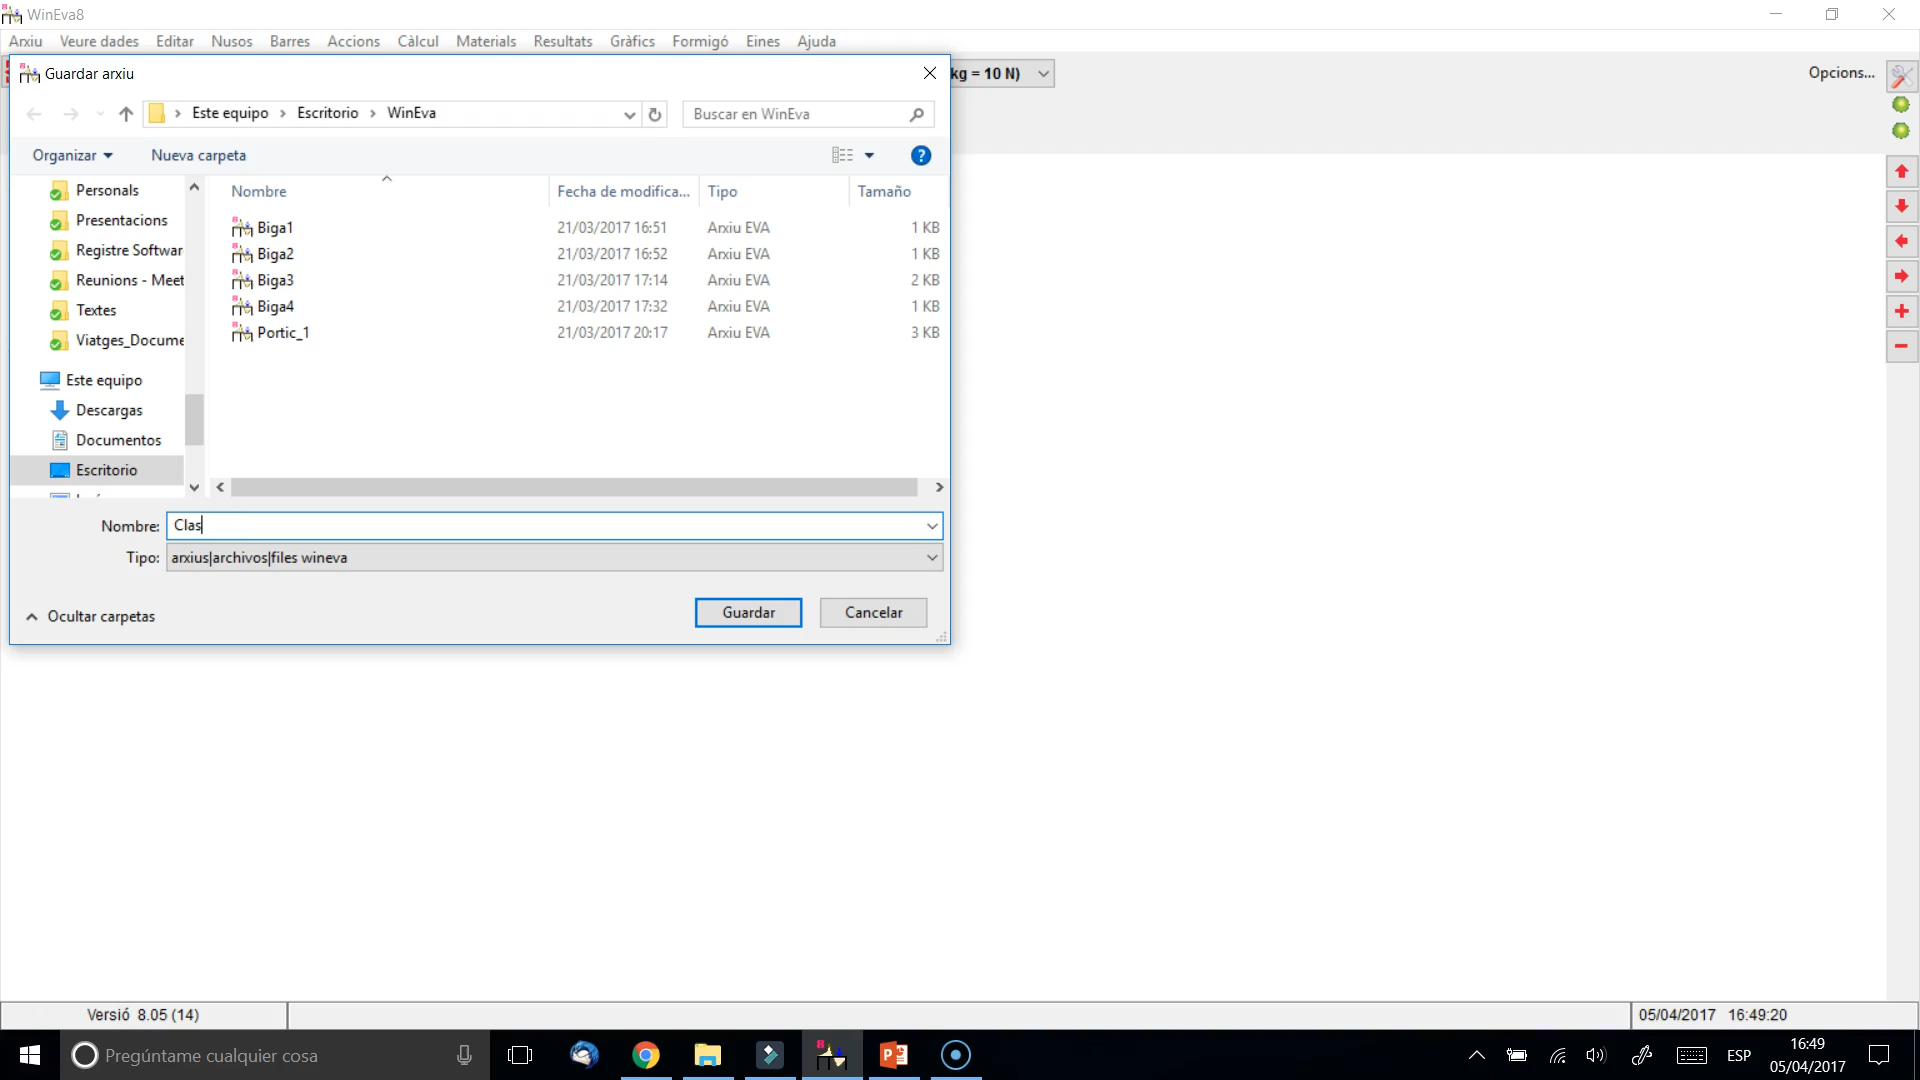 WinEva8
Arxiu Veure dades Editar Nusos Barres Accions Càlcul Materials Resultats Gràfics Formigó Eines Ajuda
Guardar arxiu
kg = 10 N)
Opcions...
Este equipo > Escritorio > WinEva
Buscar en WinEva
Organizar
Nueva carpeta
Nombre Fecha de modifica... Tipo Tamaño
Personals
Presentacions
Registre Softwar
Reunions - Meet
Textes
Viatges_Docume
Este equipo
Descargas
Documentos
Escritorio
Biga1 21/03/2017 16:51 Arxiu EVA 1 KB
Biga2 21/03/2017 16:52 Arxiu EVA 1 KB
Biga3 21/03/2017 17:14 Arxiu EVA 2 KB
Biga4 21/03/2017 17:32 Arxiu EVA 1 KB
Portic_1 21/03/2017 20:17 Arxiu EVA 3 KB
Nombre: Clas
Tipo: arxius|archivos|files wineva
Ocultar carpetas
Guardar
Cancelar
Versió 8.05 (14)
05/04/2017 16:49:20
Pregúntame cualquier cosa
ESP
16:49
05/04/2017